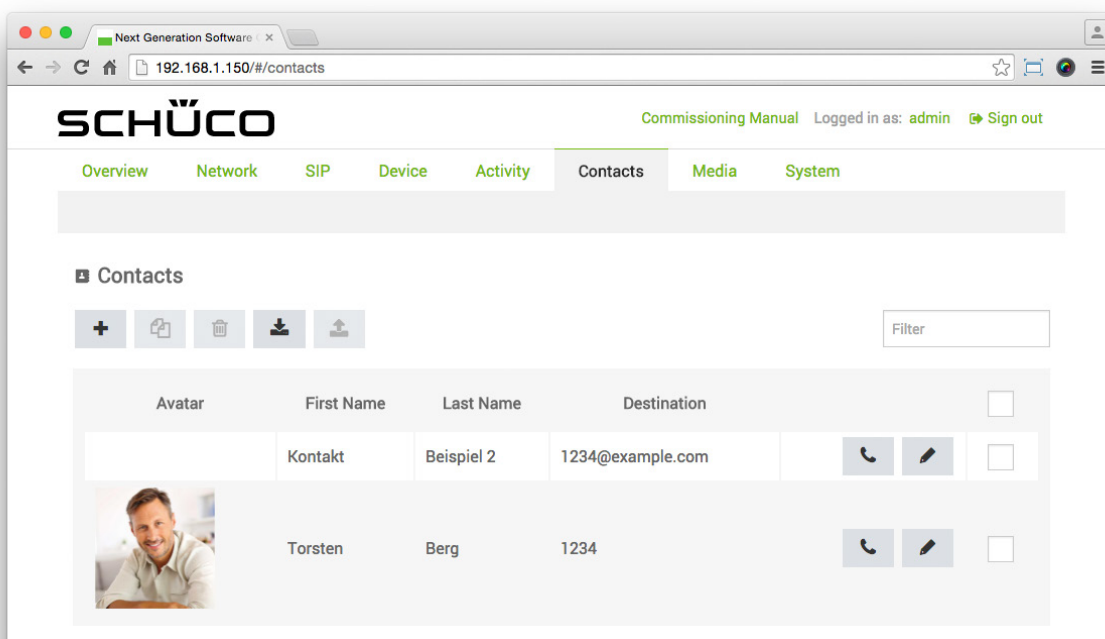 Next Generation Software
192.168.1.150/#/contacts
SCHÜCO
Commissioning Manual Logged in as: admin Sign out
Overview Network SIP Device Activity Contacts Media System
Contacts
Filter
Avatar First Name Last Name Destination
Kontakt Beispiel 2 1234@example.com
Torsten Berg 1234